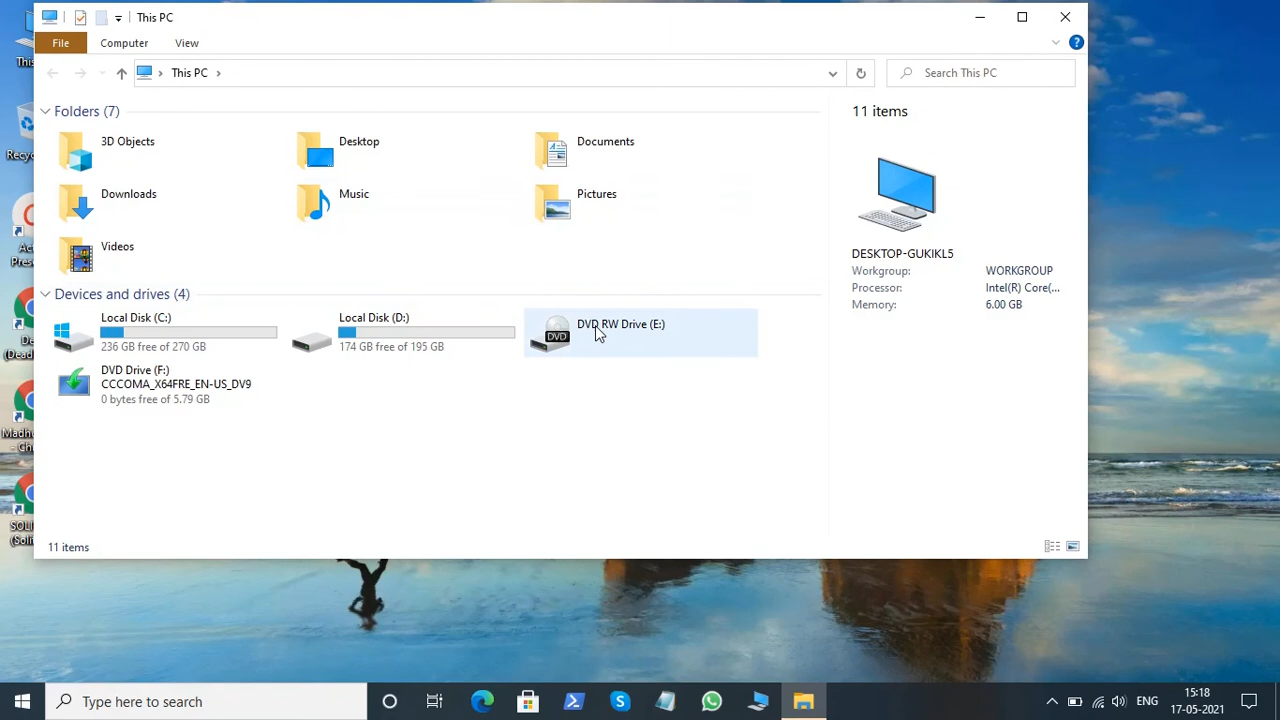 This PC
File Computer View
This PC
Search This PC
Folders (7)
3D Objects
Desktop
Documents
Downloads
Music
Pictures
Videos
Devices and drives (4)
Local Disk (C:)
236 GB free of 270 GB
Local Disk (D:)
174 GB free of 195 GB
DVD
DVD RW Drive (E:)
DVD Drive (F:)
CCCOMA_X64FRE_EN-US_DV9
0 bytes free of 5.79 GB
11 items
DESKTOP-GUKIKL5
Workgroup: WORKGROUP
Processor: Intel(R) Core(...
Memory: 6.00 GB
11 items
Type here to search
ENG
15:18
17-05-2021